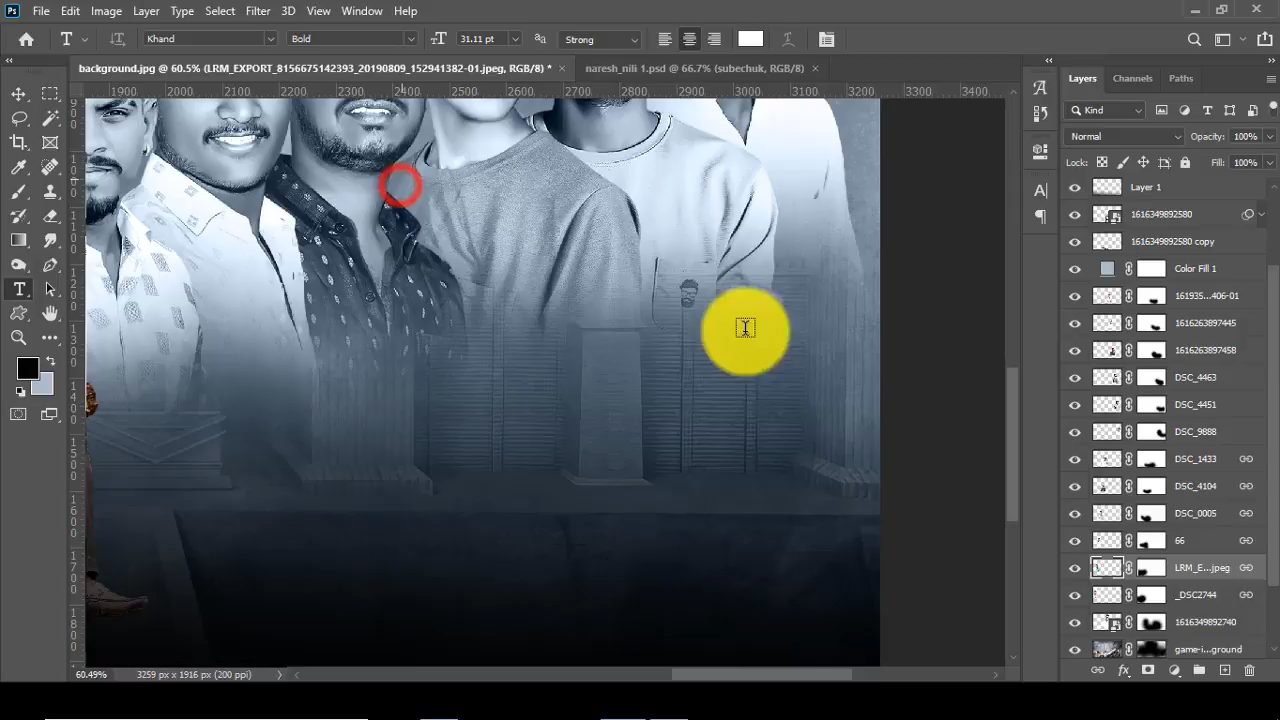 File Edit Image Layer Type Select Filter 3D View Window Help
Khand Bold 31.11 pt Strong
background.jpg @ 60.5% (LRM_EXPORT_8156675142393_20190809_152941382-01.jpeg, RGB/8) * naresh_nili 1.psd @ 66.7% (subechuk, RGB/8)
1900 2000 2100 2200 2300 2400 2500 2600 2700 2800 2900 3000 3100 3200 3300 3400
Layers Channels Paths
Kind
Normal Opacity: 100%
Lock: Fill: 100%
Layer 1
1616349892580
1616349892580 copy
Color Fill 1
161935...406-01
1616263897445
1616263897458
DSC_4463
DSC_4451
DSC_9888
DSC_1433
DSC_4104
DSC_0005
66
LRM_E...jpeg
_DSC2744
1616349892740
game-i...ground
60.49% 3259 px x 1916 px (200 ppi)